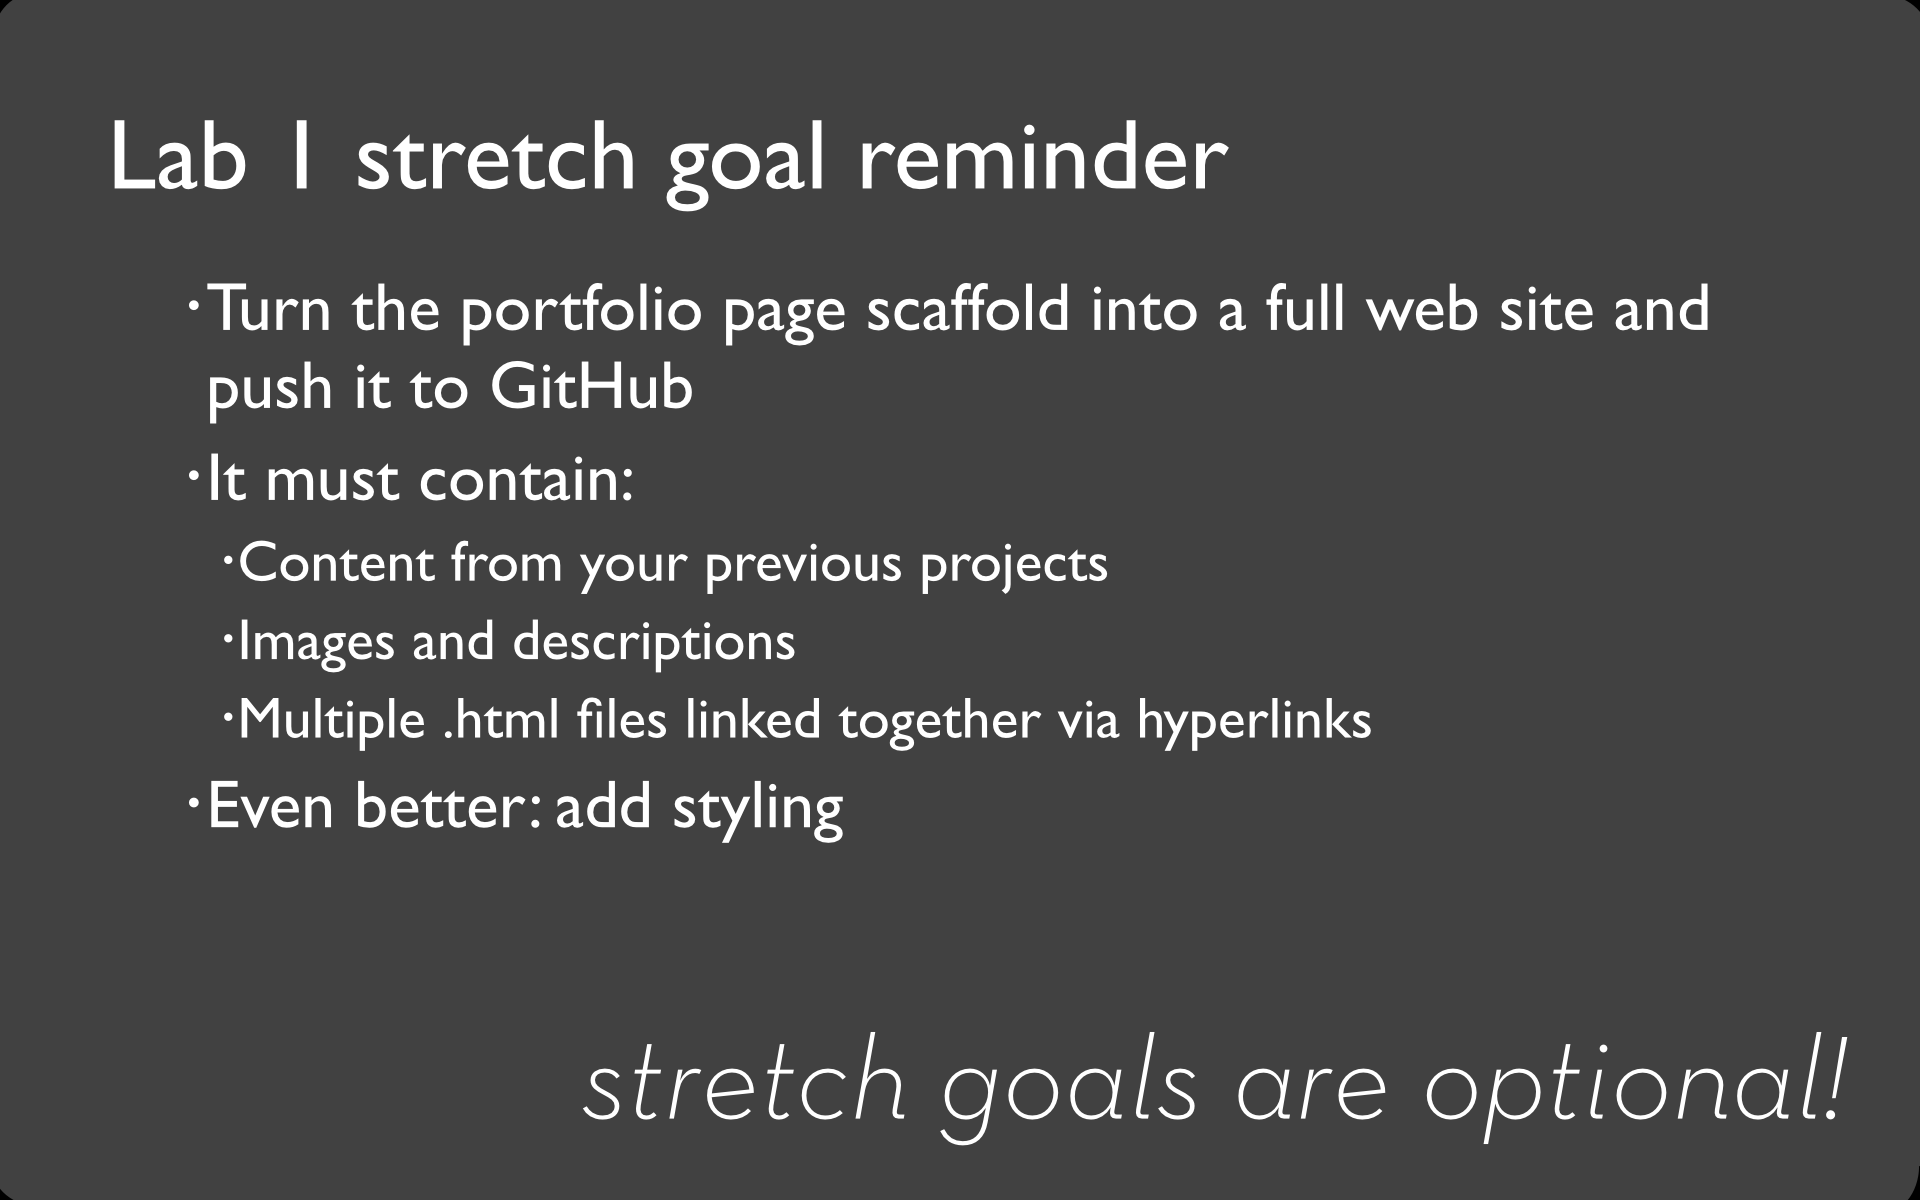 Lab 1 stretch goal reminder
•Turn the portfolio page scaffold into a full web site and
push it to GitHub
•It must contain:
•Content from your previous projects
•Images and descriptions
•Multiple .html files linked together via hyperlinks
•Even better: add styling
stretch goals are optional!